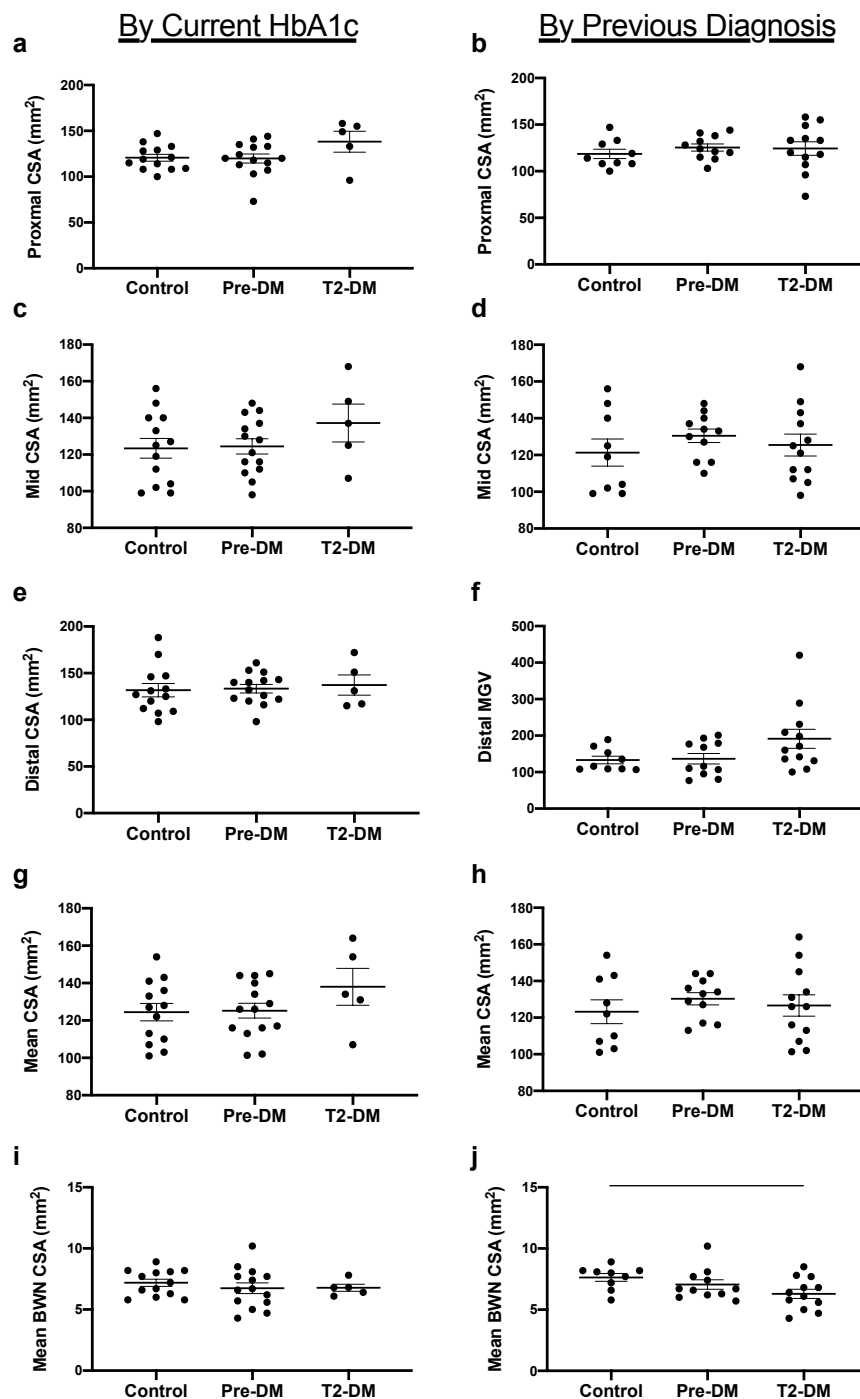 By Current HbA1c
By Previous Diagnosis
a
Proxmal CSA (mm²)
200
150
100
50
0
Control Pre-DM T2-DM
b
Proxmal CSA (mm²)
200
150
100
50
0
Control Pre-DM T2-DM
c
Mid CSA (mm²)
180
160
140
120
100
80
Control Pre-DM T2-DM
d
Mid CSA (mm²)
180
160
140
120
100
80
Control Pre-DM T2-DM
e
Distal CSA (mm²)
200
150
100
50
0
Control Pre-DM T2-DM
f
Distal MGV
500
400
300
200
100
0
Control Pre-DM T2-DM
g
Mean CSA (mm²)
180
160
140
120
100
80
Control Pre-DM T2-DM
h
Mean CSA (mm²)
180
160
140
120
100
80
Control Pre-DM T2-DM
i
Mean BWN CSA (mm²)
15
10
5
0
Control Pre-DM T2-DM
j
Mean BWN CSA (mm²)
15
10
5
0
Control Pre-DM T2-DM